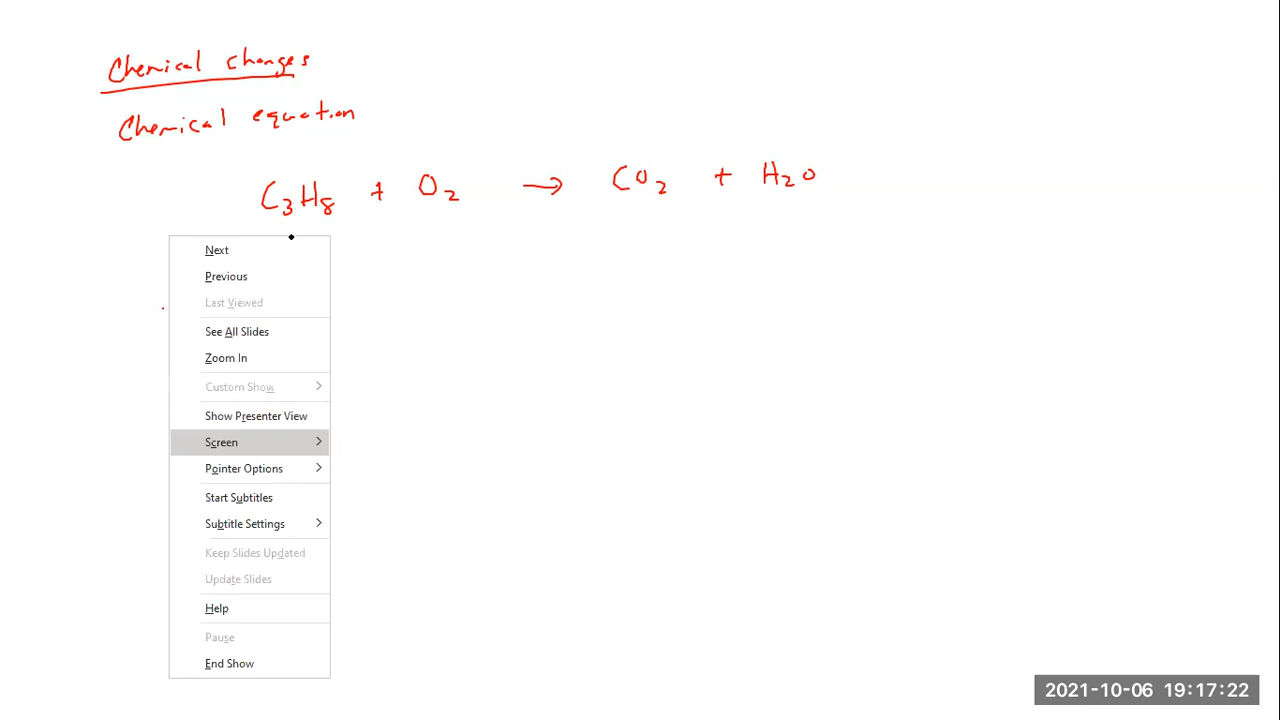 Chemical changes
Chemical equation
C₃H₈ + O₂ → CO₂ + H₂O
Next
Previous
Last Viewed
See All Slides
Zoom In
Custom Show >
Show Presenter View
Screen >
Pointer Options >
Start Subtitles
Subtitle Settings >
Keep Slides Updated
Update Slides
Help
Pause
End Show
2021-10-06 19:17:22